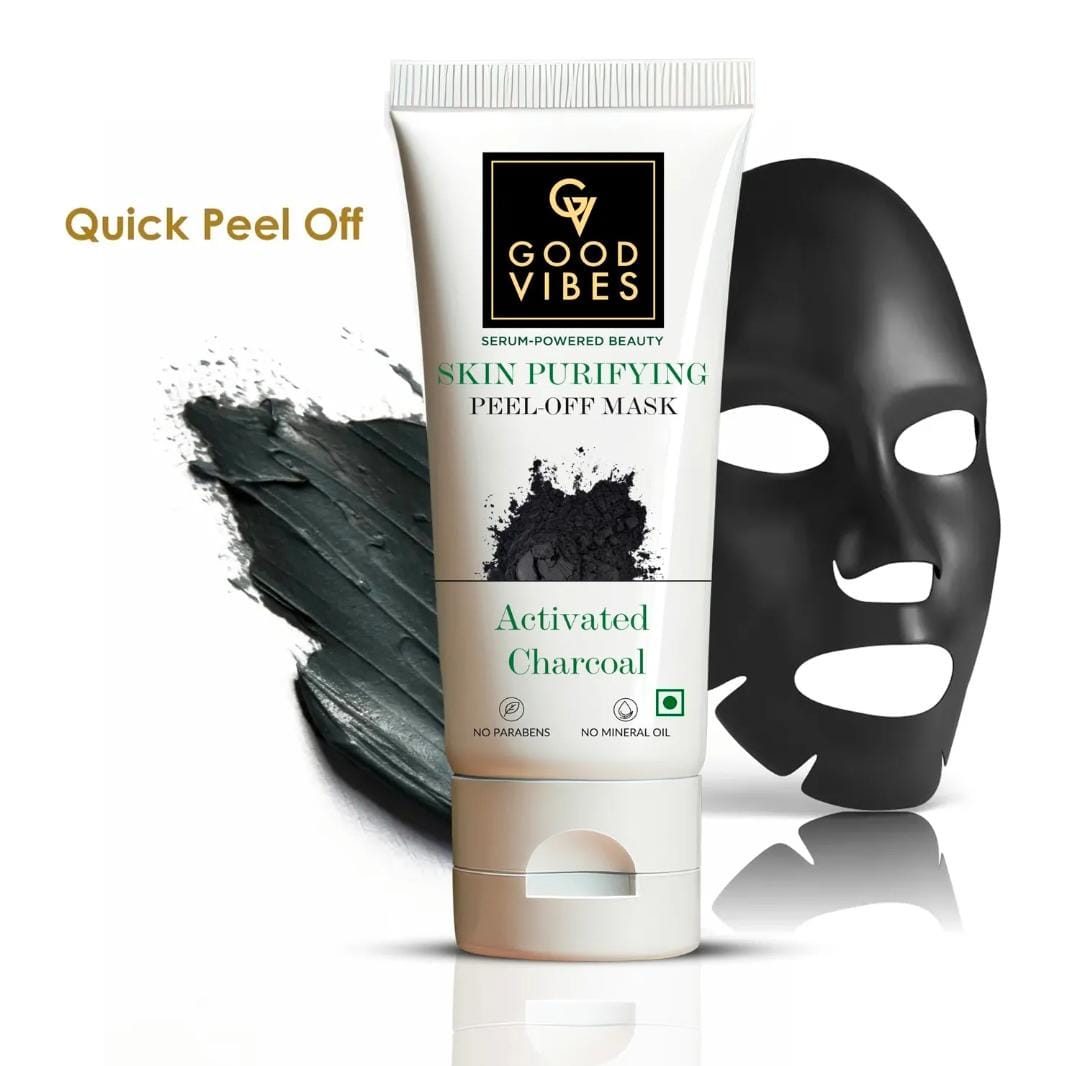 Quick Peel Off
GV
GOOD
VIBES
SERUM-POWERED BEAUTY
SKIN PURIFYING
PEEL-OFF MASK
Activated
Charcoal
NO PARABENS
NO MINERAL OIL